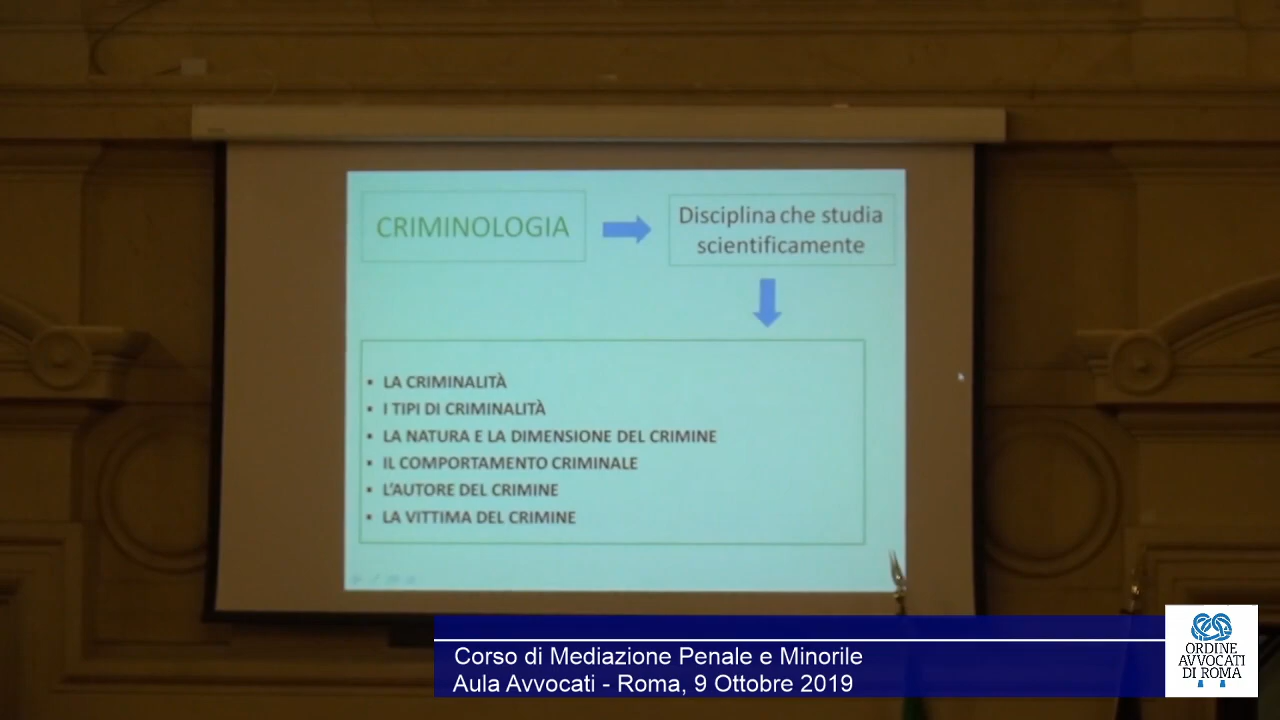 CRIMINOLOGIA
Disciplina che studia
scientificamente
▪ LA CRIMINALITÀ
▪ I TIPI DI CRIMINALITÀ
▪ LA NATURA E LA DIMENSIONE DEL CRIMINE
▪ IL COMPORTAMENTO CRIMINALE
▪ L'AUTORE DEL CRIMINE
▪ LA VITTIMA DEL CRIMINE
Corso di Mediazione Penale e Minorile
Aula Avvocati - Roma, 9 Ottobre 2019
ORDINE
AVVOCATI
DI ROMA